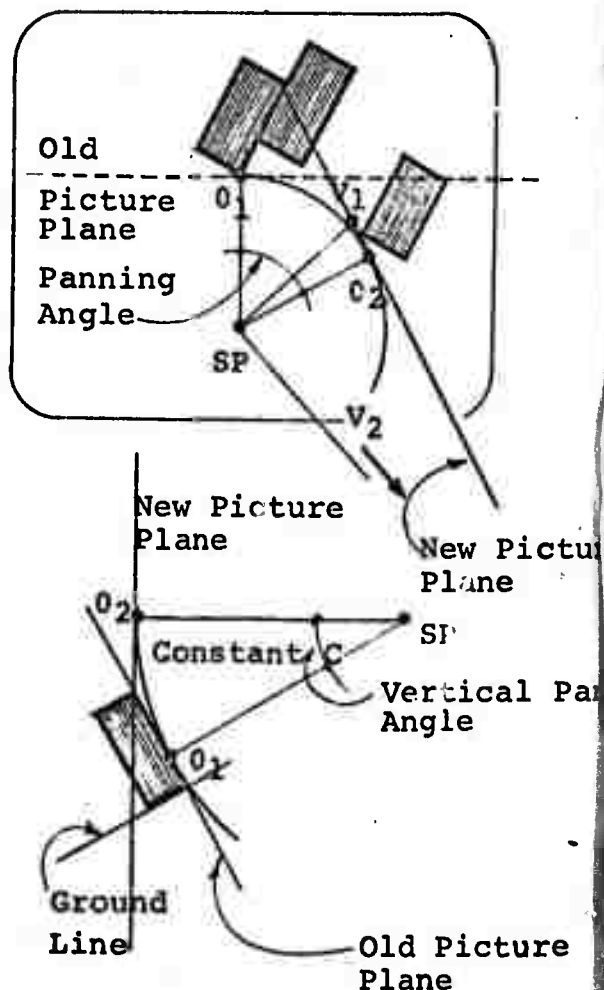 Old
Picture
Plane
Panning
Angle
O1
V1
O2
SP
V2
New Picture
Plane
New Pictu
Plane
O2
SP
Constant C
Vertical Pa
Angle
O1
Ground
Line
Old Picture
Plane